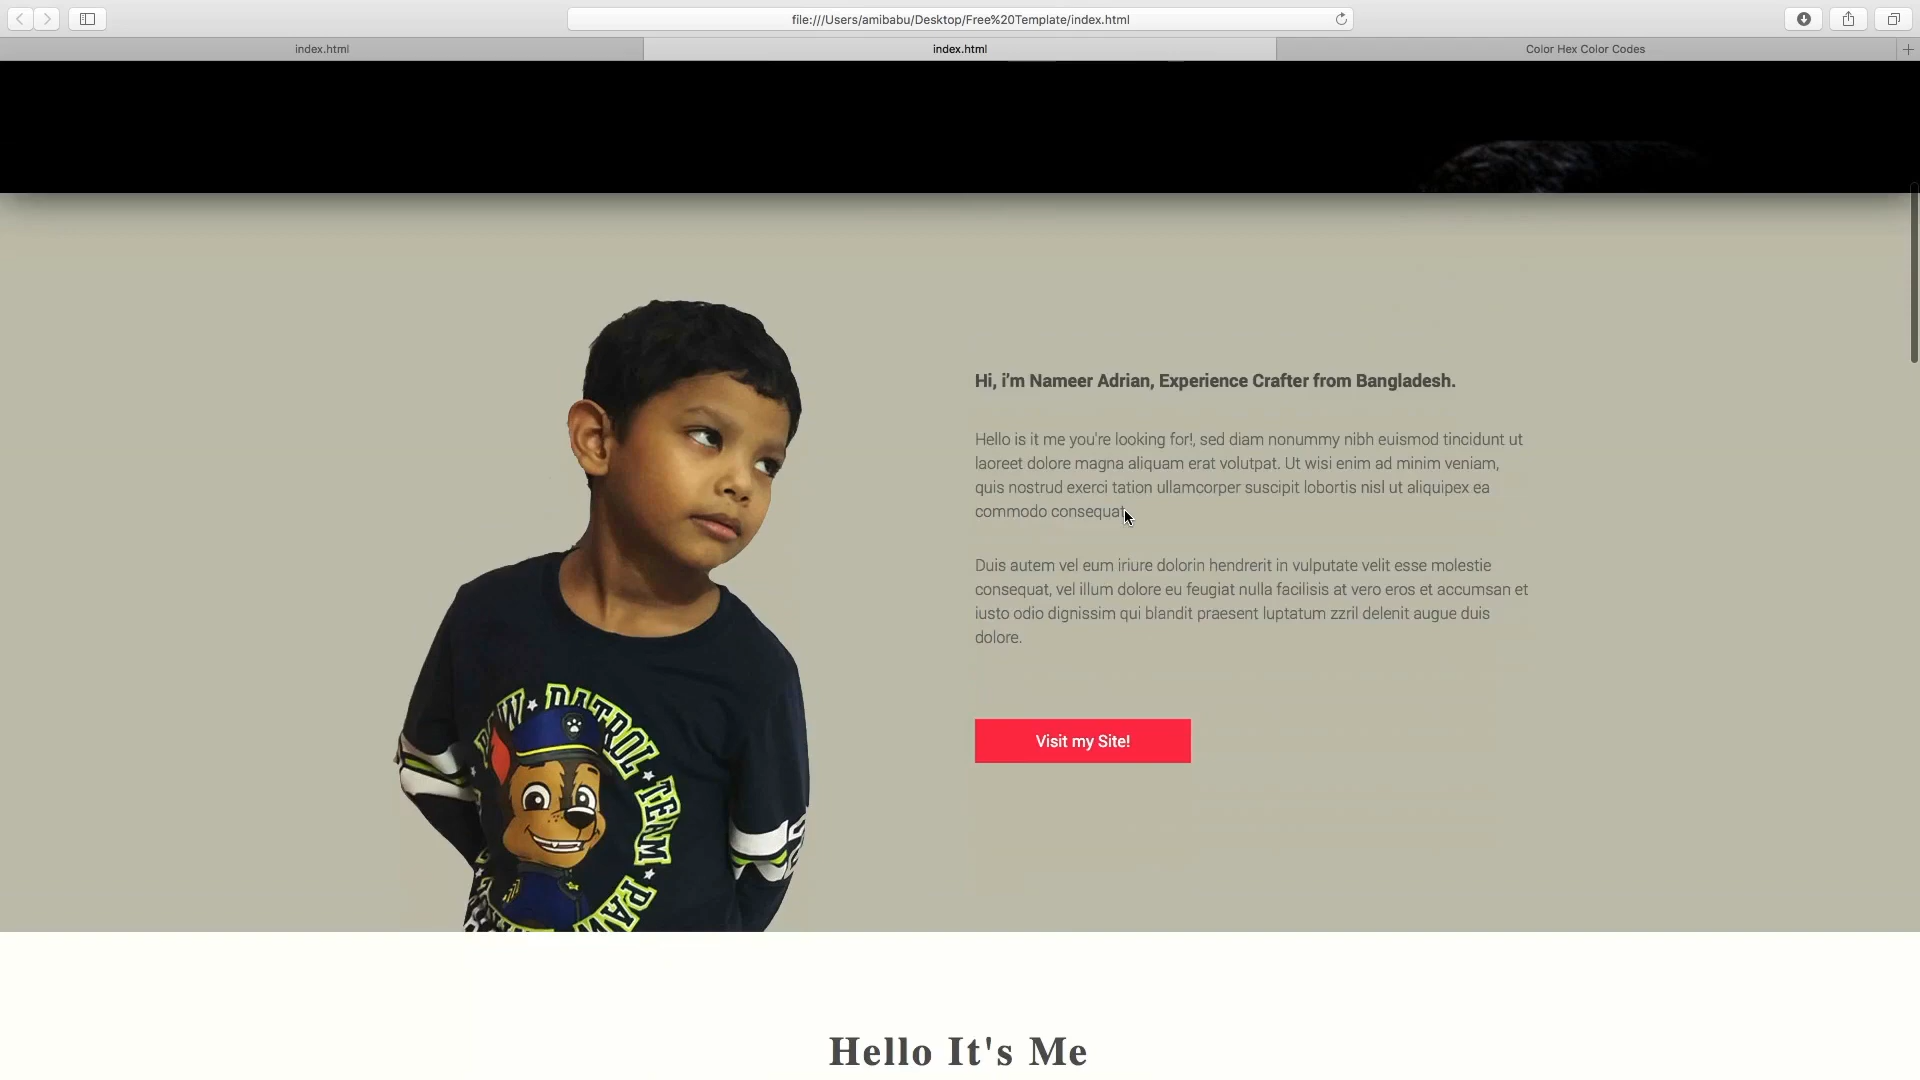 file:///Users/amibabu/Desktop/Free%20Template/index.html
index.html
index.html
Color Hex Color Codes
Hi, i'm Nameer Adrian, Experience Crafter from Bangladesh.
Hello is it me you're looking for!, sed diam nonummy nibh euismod tincidunt ut
laoreet dolore magna aliquam erat volutpat. Ut wisi enim ad minim veniam,
quis nostrud exerci tation ullamcorper suscipit lobortis nisl ut aliquipex ea
commodo consequat
Duis autem vel eum iriure dolorin hendrerit in vulputate velit esse molestie
consequat, vel illum dolore eu feugiat nulla facilisis at vero eros et accumsan et
iusto odio dignissim qui blandit praesent luptatum zzril delenit augue duis
dolore.
PAW PATROL TEAM PAW
Visit my Site!
Hello It's Me